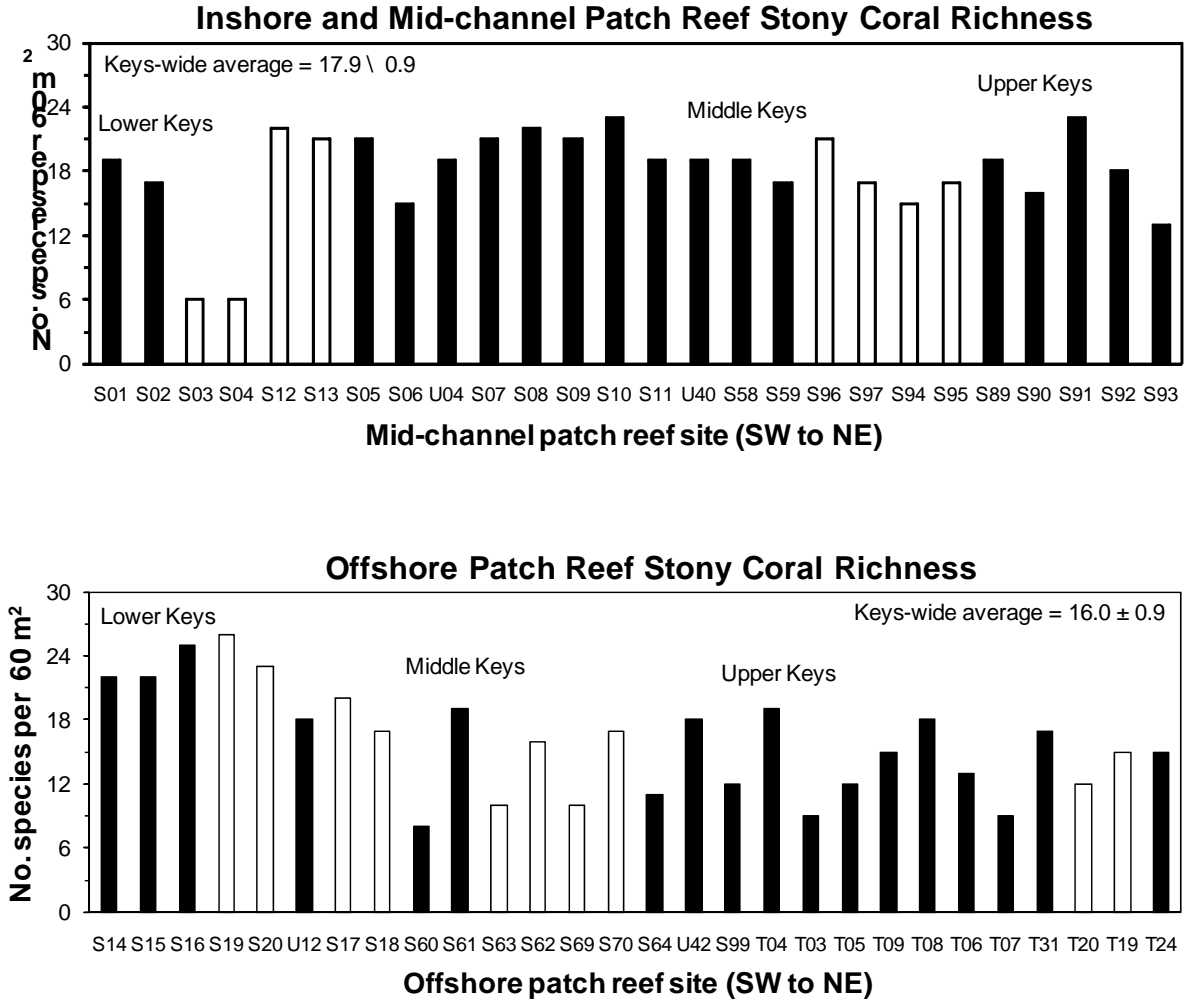 Inshore and Mid-channel Patch Reef Stony Coral Richness
No. species per 60 m2
30
24
18
12
6
0
Keys-wide average = 17.9 \ 0.9
Lower Keys
Middle Keys
Upper Keys
S01 S02 S03 S04 S12 S13 S05 S06 U04 S07 S08 S09 S10 S11 U40 S58 S59 S96 S97 S94 S95 S89 S90 S91 S92 S93
Mid-channel patch reef site (SW to NE)
Offshore Patch Reef Stony Coral Richness
No. species per 60 m²
30
24
18
12
6
0
Lower Keys
Keys-wide average = 16.0 ± 0.9
Middle Keys
Upper Keys
S14 S15 S16 S19 S20 U12 S17 S18 S60 S61 S63 S62 S69 S70 S64 U42 S99 T04 T03 T05 T09 T08 T06 T07 T31 T20 T19 T24
Offshore patch reef site (SW to NE)